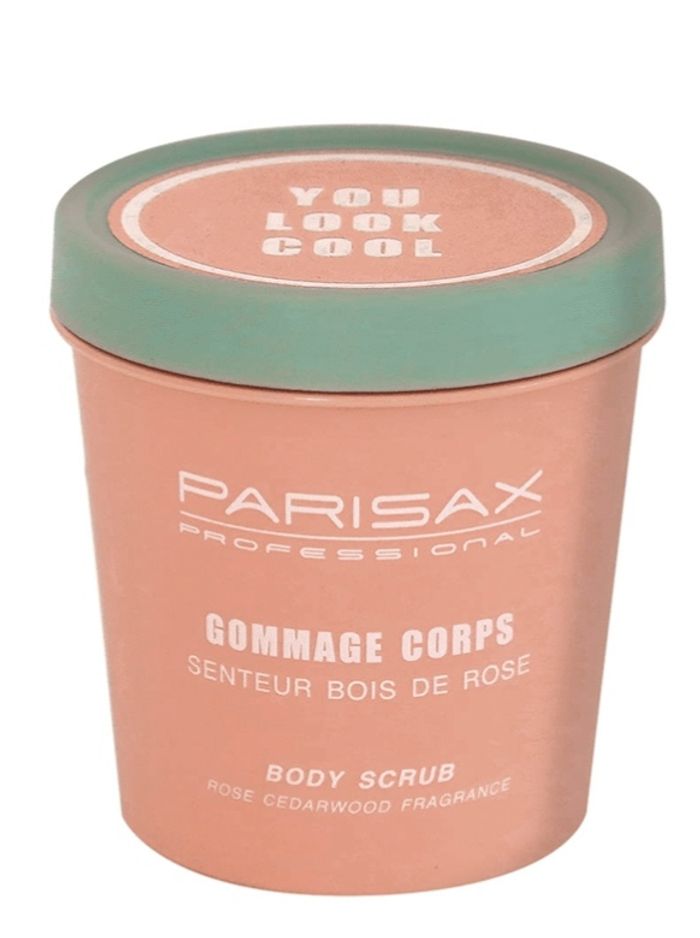 YOU
LOOK
COOL
PARISAX
PROFESSIONAL
GOMMAGE CORPS
SENTEUR BOIS DE ROSE
BODY SCRUB
ROSE CEDARWOOD FRAGRANCE